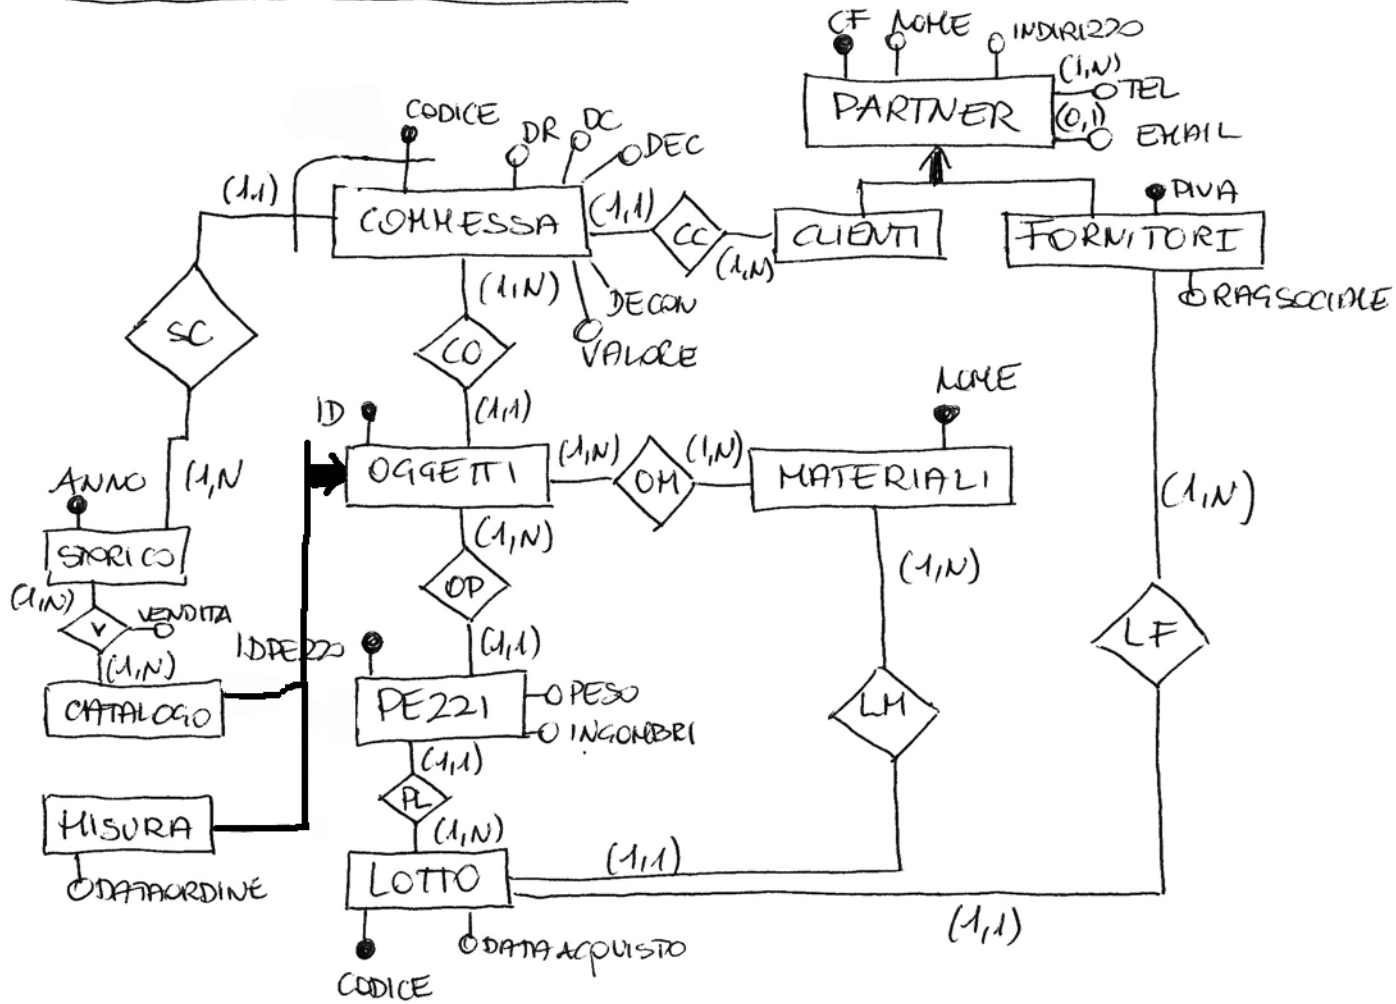 CF NOME INDIRIZZO
(1,N)
TEL
PARTNER
(0,1)
EMAIL
CODICE
DR DC DEC
(1,1)
COMMESSA
(1,1)
CC
(1,N)
CLIENTI
PIVA
FORNITORI
RAGSOCIALE
(1,N)
DECON
VALORE
SC
CO
(1,1)
NOME
ID
OGGETTI
(1,N)
OM
(1,N)
MATERIALI
ANNO
(1,N
STORICO
(1,N)
OP
(1,N)
(1,N)
(1,N)
V
VENDITA
(1,N)
CATALOGO
IDPEZZO
(1,1)
LF
PEZZI
PESO
INGOMBRI
LM
(1,1)
PL
(1,N)
MISURA
DATAORDINE
LOTTO
(1,1)
(1,1)
DATAACQUISTO
CODICE